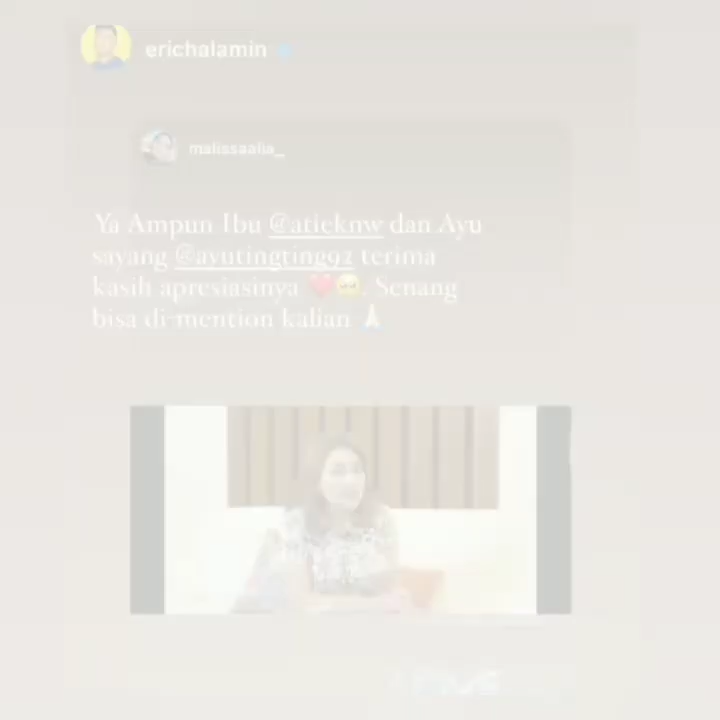 erichalamin
malissaalia_
Ya Ampun Ibu @atieknw dan Ayu
sayang @ayutingting92 terima
kasih apresiasinya ❤️🥹. Senang
bisa di-mention kalian 🙏